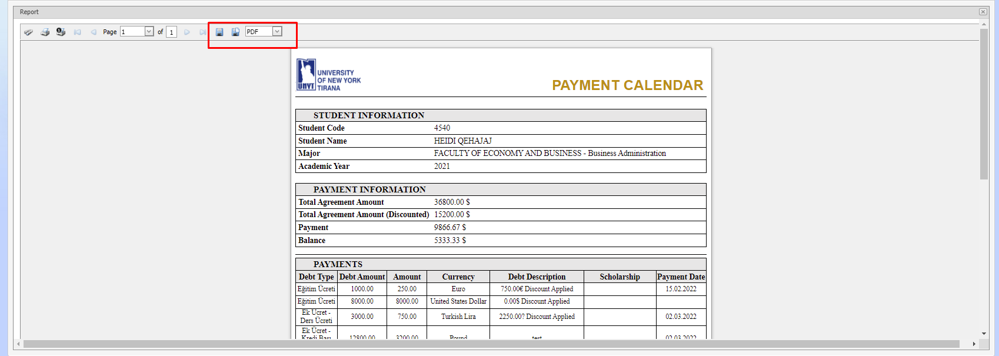 Report
Page 1 of 1 PDF
UNIVERSITY
OF NEW YORK
UNYT TIRANA
PAYMENT CALENDAR
STUDENT INFORMATION
Student Code 4540
Student Name HEIDI QEHAJAJ
Major FACULTY OF ECONOMY AND BUSINESS - Business Administration
Academic Year 2021
PAYMENT INFORMATION
Total Agreement Amount 36800.00 $
Total Agreement Amount (Discounted) 15200.00 $
Payment 9866.67 $
Balance 5333.33 $
PAYMENTS
Debt Type Debt Amount Amount Currency Debt Description Scholarship Payment Date
Eğitim Ücreti 1000.00 250.00 Euro 750.00€ Discount Applied 15.02.2022
Eğitim Ücreti 8000.00 8000.00 United States Dollar 0.00$ Discount Applied
Ek Ücret -
Ders Ücreti 3000.00 750.00 Turkish Lira 2250.00? Discount Applied 02.03.2022
Ek Ücret -
Kredi Başı 12800.00 3200.00 Pound test 02.03.2022